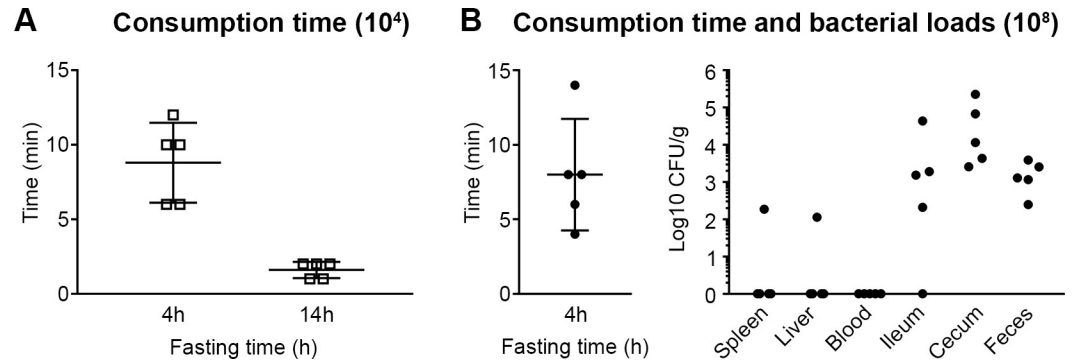 A Consumption time (10⁴)
Time (min)
15
10
5
0
4h 14h
Fasting time (h)
B Consumption time and bacterial loads (10⁸)
Time (min)
15
10
5
0
4h
Fasting time (h)
Log10 CFU/g
6
5
4
3
2
1
0
Spleen Liver Blood Ileum Cecum Feces